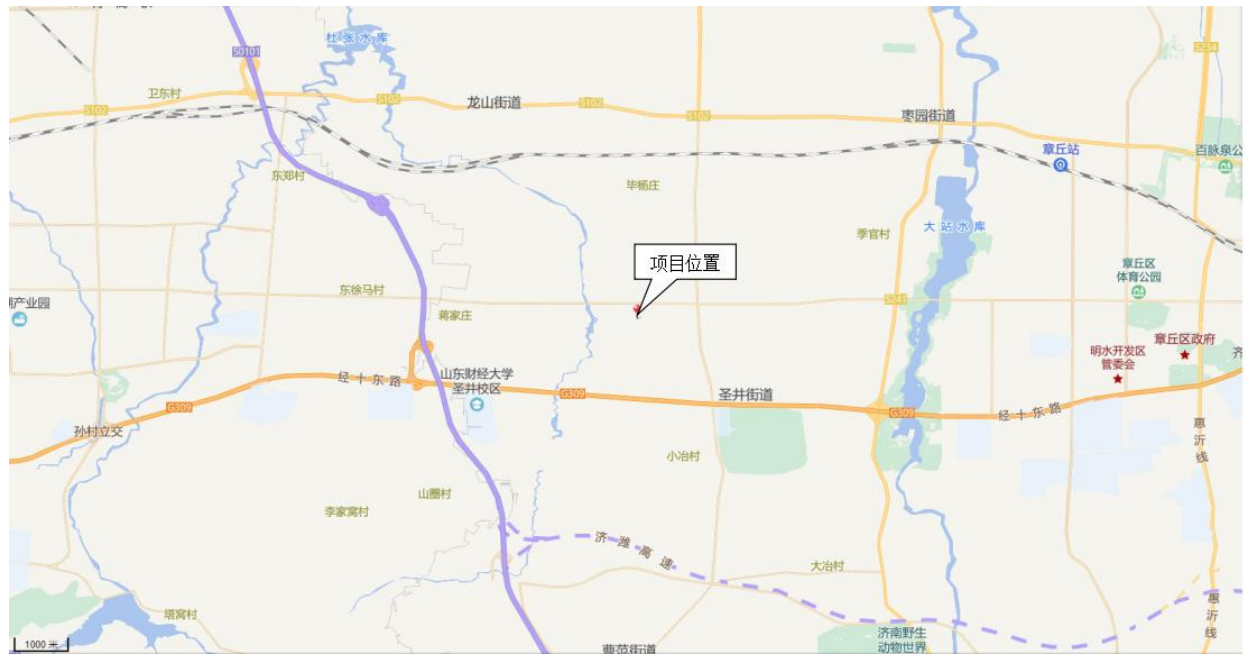 杜张水库
S0101
S234
卫东村
S102
S102
龙山街道
S102
S102
枣园街道
章丘站
百脉泉公
东郑村
毕杨庄
季官村
大站水库
项目位置
章丘区
体育公园
东徐马村
产业园
蒋家庄
S241
明水开发区
管委会
章丘区政府
齐
经十东路
山东财经大学
圣井校区
G309
G309
圣井街道
G309
经十东路
孙村立交
惠沂线
小冶村
山圈村
李家窝村
济潍高速
大冶村
塔窝村
惠沂线
1000 米
曹范街道
济南野生
动物世界